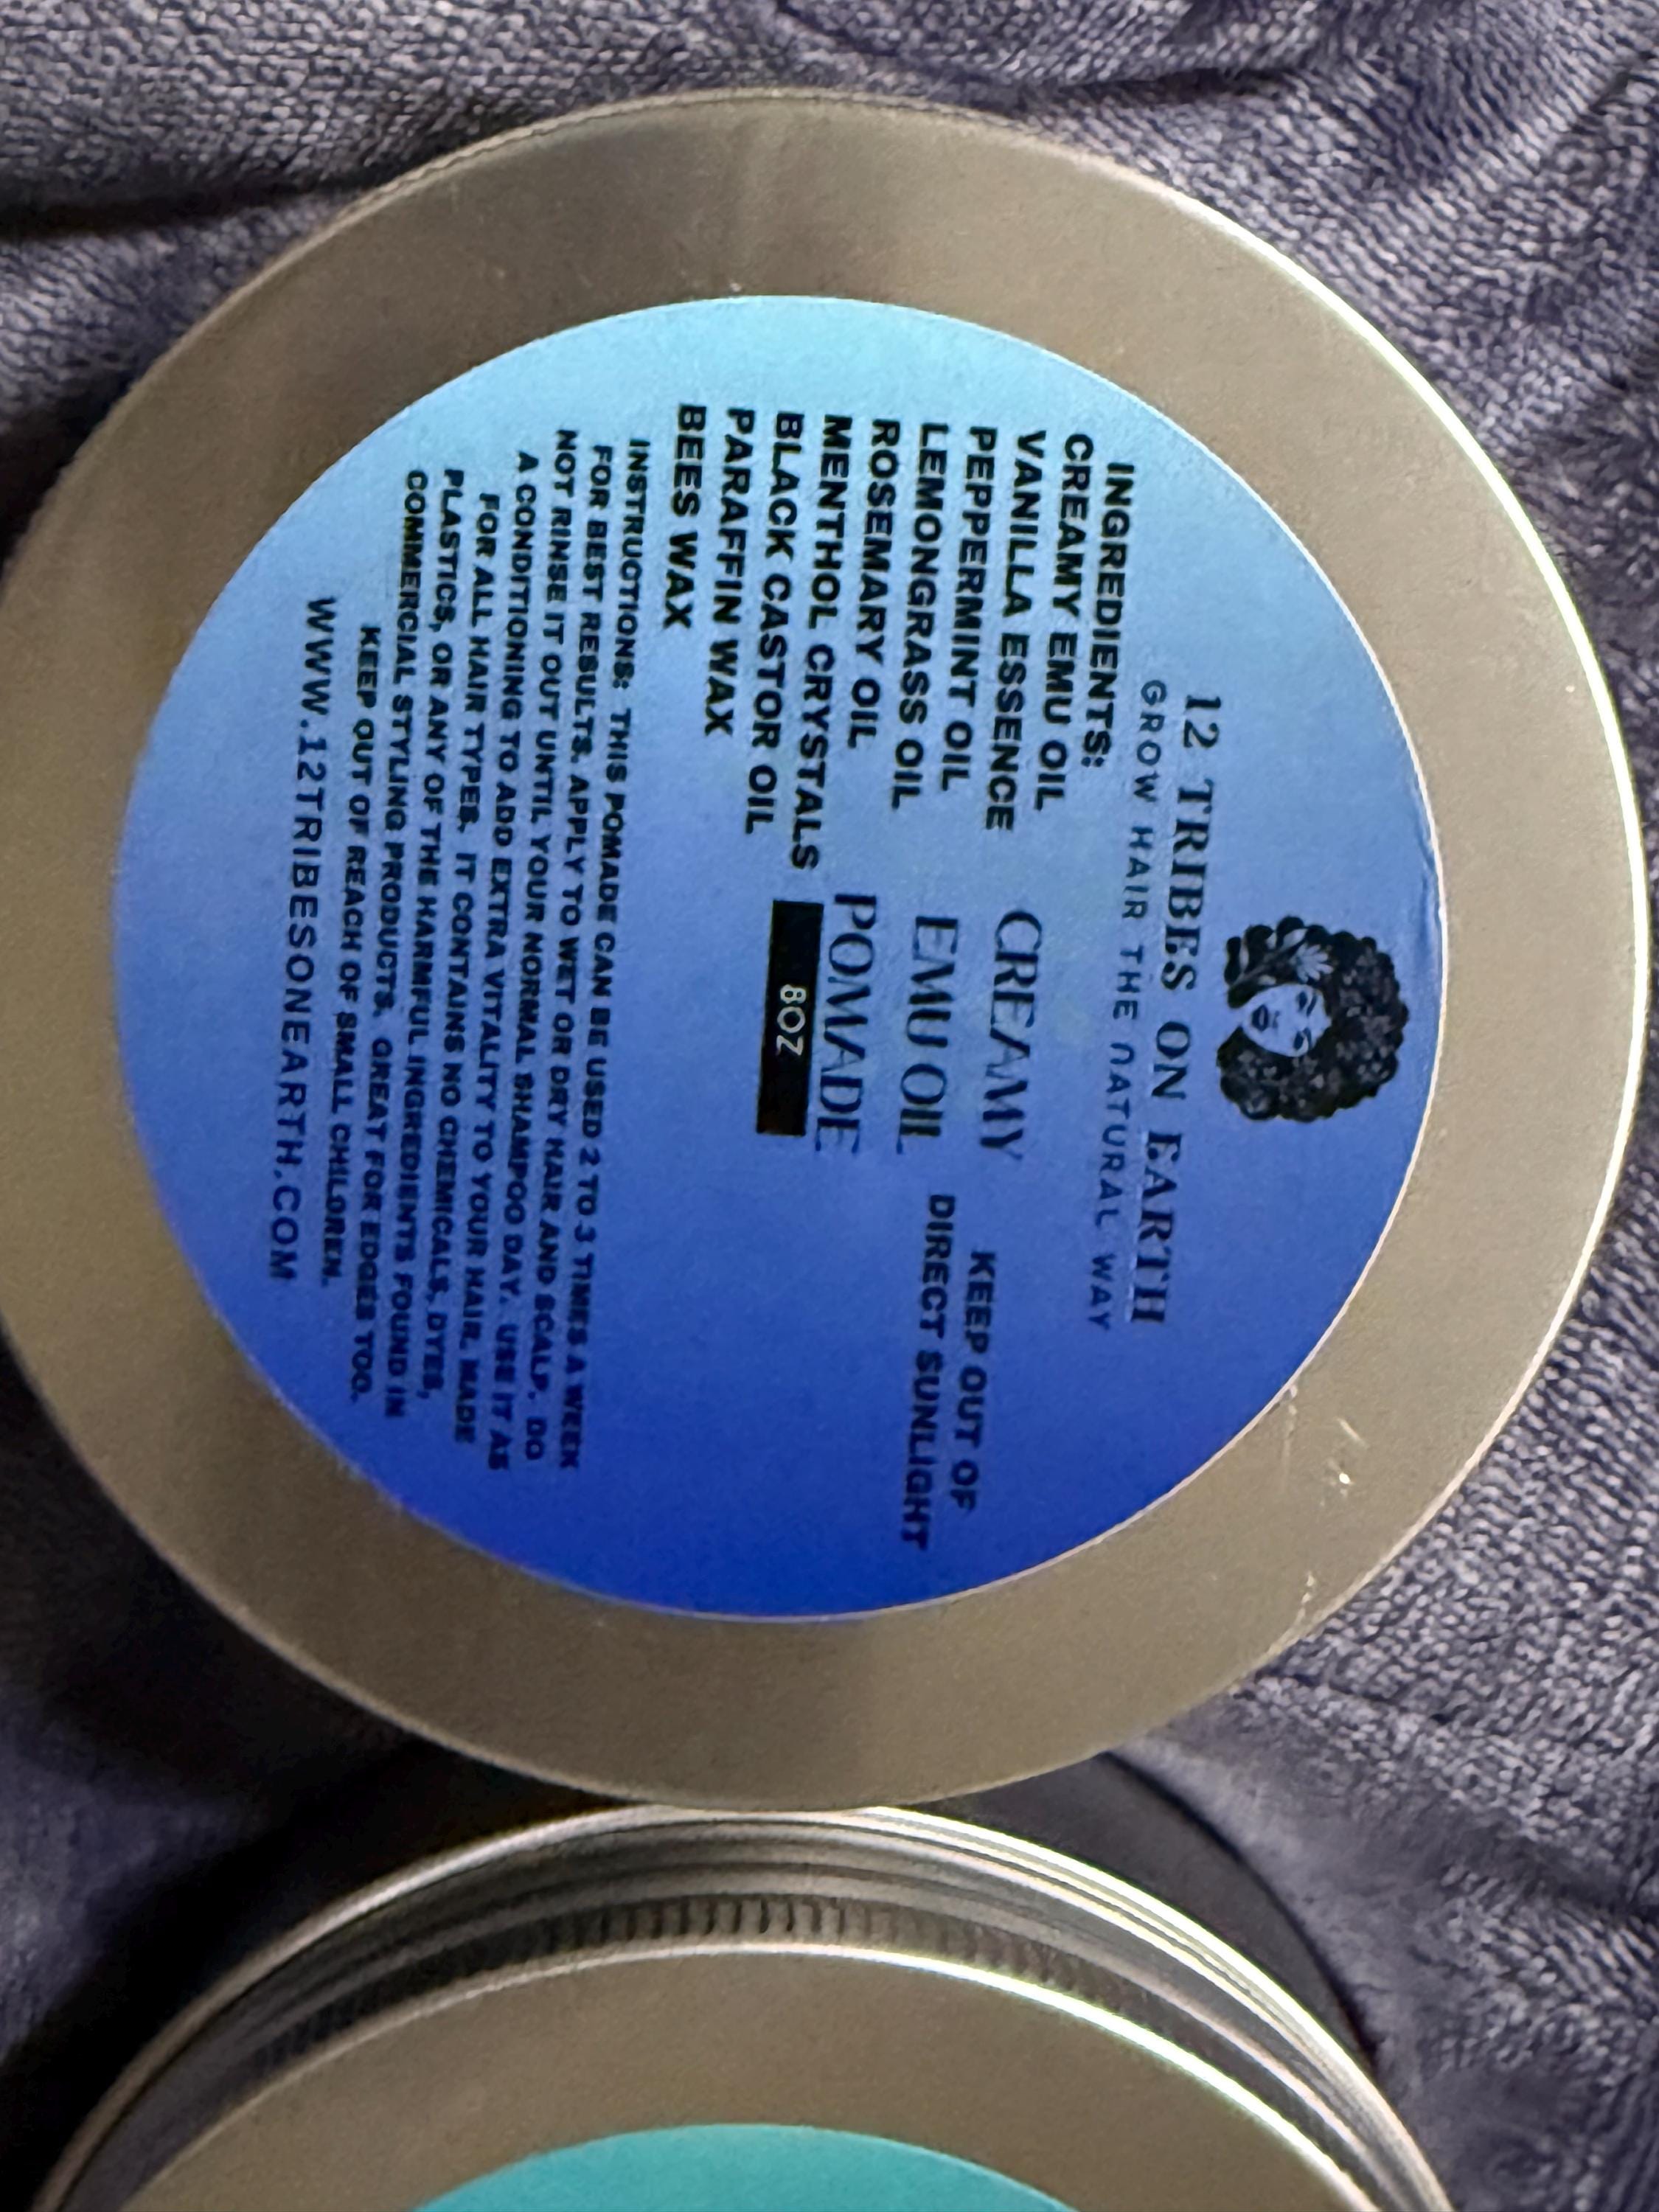 12 TRIBES ON EARTH
GROW HAIR THE NATURAL WAY
INGREDIENTS:
CREAMY EMU OIL
VANILLA ESSENCE
PEPPERMINT OIL
LEMONGRASS OIL
ROSEMARY OIL
MENTHOL CRYSTALS
BLACK CASTOR OIL
PARAFFIN WAX
BEES WAX
CREAMY
EMU OIL
POMADE
8OZ
KEEP OUT OF
DIRECT SUNLIGHT
INSTRUCTIONS: THIS POMADE CAN BE USED 2 TO 3 TIMES A WEEK
FOR BEST RESULTS. APPLY TO WET OR DRY HAIR AND SCALP. DO
NOT RINSE IT OUT UNTIL YOUR NORMAL SHAMPOO DAY. USE IT AS
A CONDITIONING TO ADD EXTRA VITALITY TO YOUR HAIR. MADE
FOR ALL HAIR TYPES. IT CONTAINS NO CHEMICALS, DYES,
PLASTICS, OR ANY OF THE HARMFUL INGREDIENTS FOUND IN
COMMERCIAL STYLING PRODUCTS. GREAT FOR EDGES TOO.
KEEP OUT OF REACH OF SMALL CHILDREN.
WWW.12TRIBESONEARTH.COM